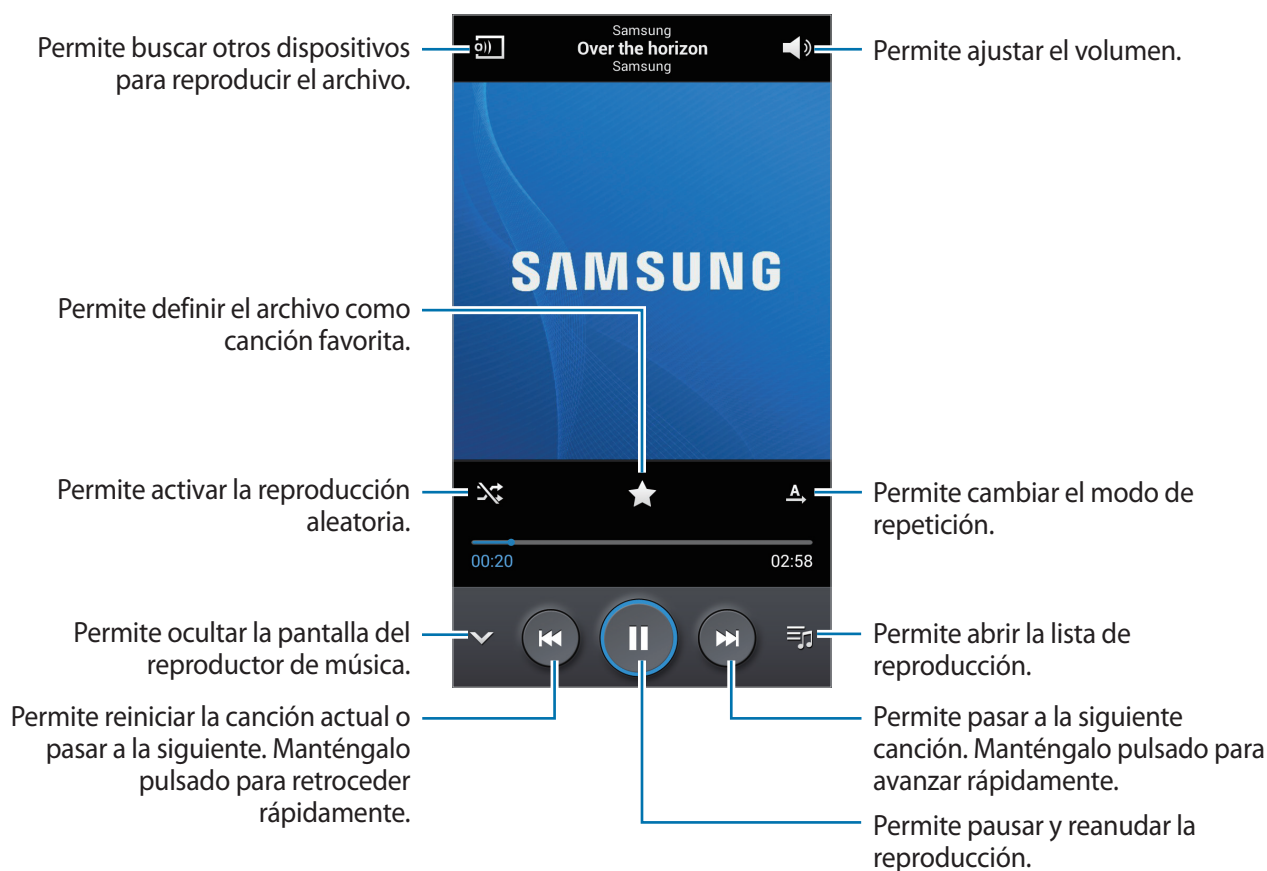 Permite buscar otros dispositivos
para reproducir el archivo.
Samsung
Over the horizon
Samsung
Permite ajustar el volumen.
SAMSUNG
Permite definir el archivo como
canción favorita.
Permite activar la reproducción
aleatoria.
A
Permite cambiar el modo de
repetición.
00:20
02:58
Permite ocultar la pantalla del
reproductor de música.
Permite abrir la lista de
reproducción.
Permite reiniciar la canción actual o
pasar a la siguiente. Manténgalo
pulsado para retroceder
rápidamente.
Permite pasar a la siguiente
canción. Manténgalo pulsado para
avanzar rápidamente.
Permite pausar y reanudar la
reproducción.